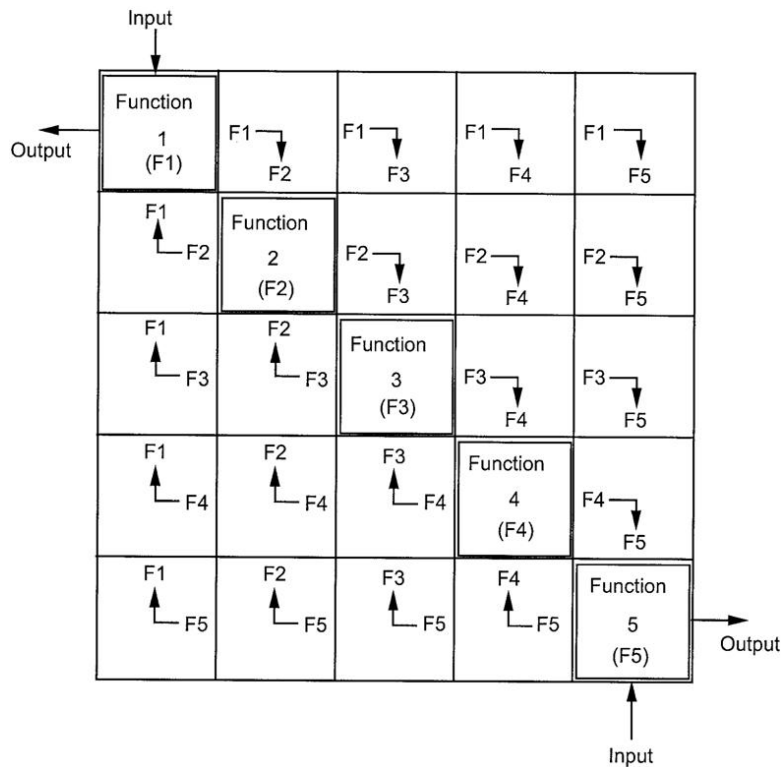 Input
Function
1
(F1)
Output
F1
F2
F1
F3
F1
F4
F1
F5
F1
F2
Function
2
(F2)
F2
F3
F2
F4
F2
F5
F1
F3
F2
F3
Function
3
(F3)
F3
F4
F3
F5
F1
F4
F2
F4
F3
F4
Function
4
(F4)
F4
F5
F1
F5
F2
F5
F3
F5
F4
F5
Function
5
(F5)
Output
Input